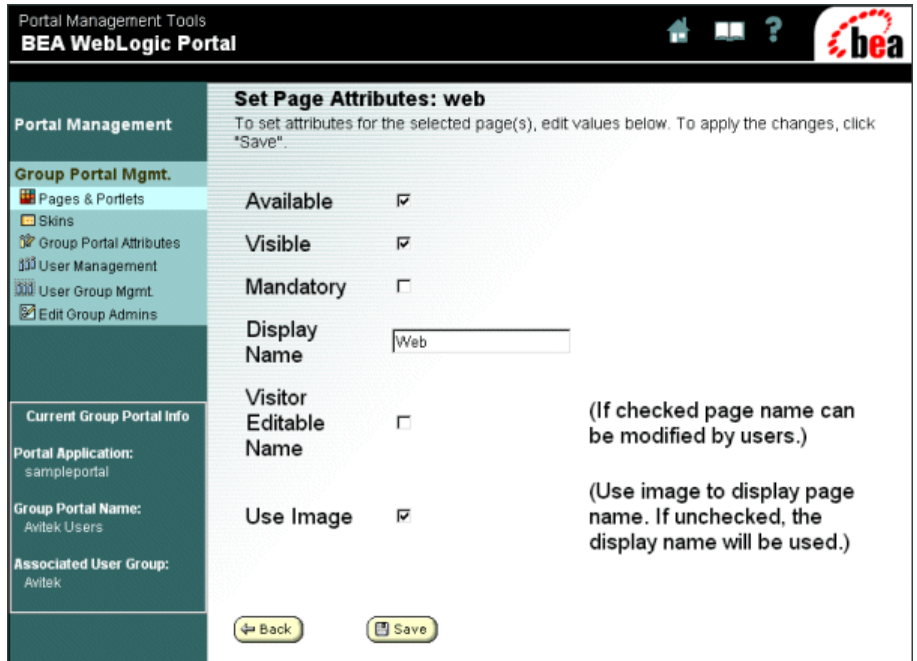 Portal Management Tools
BEA WebLogic Portal
?
bea
Portal Management
Group Portal Mgmt.
Pages & Portlets
Skins
Group Portal Attributes
User Management
User Group Mgmt.
Edit Group Admins
Current Group Portal Info
Portal Application:
sampleportal
Group Portal Name:
Avitek Users
Associated User Group:
Avitek
Set Page Attributes: web
To set attributes for the selected page(s), edit values below. To apply the changes, click
"Save".
Available
Visible
Mandatory
Display
Name
Web
Visitor
Editable
Name
(If checked page name can
be modified by users.)
Use Image
(Use image to display page
name. If unchecked, the
display name will be used.)
Back
Save